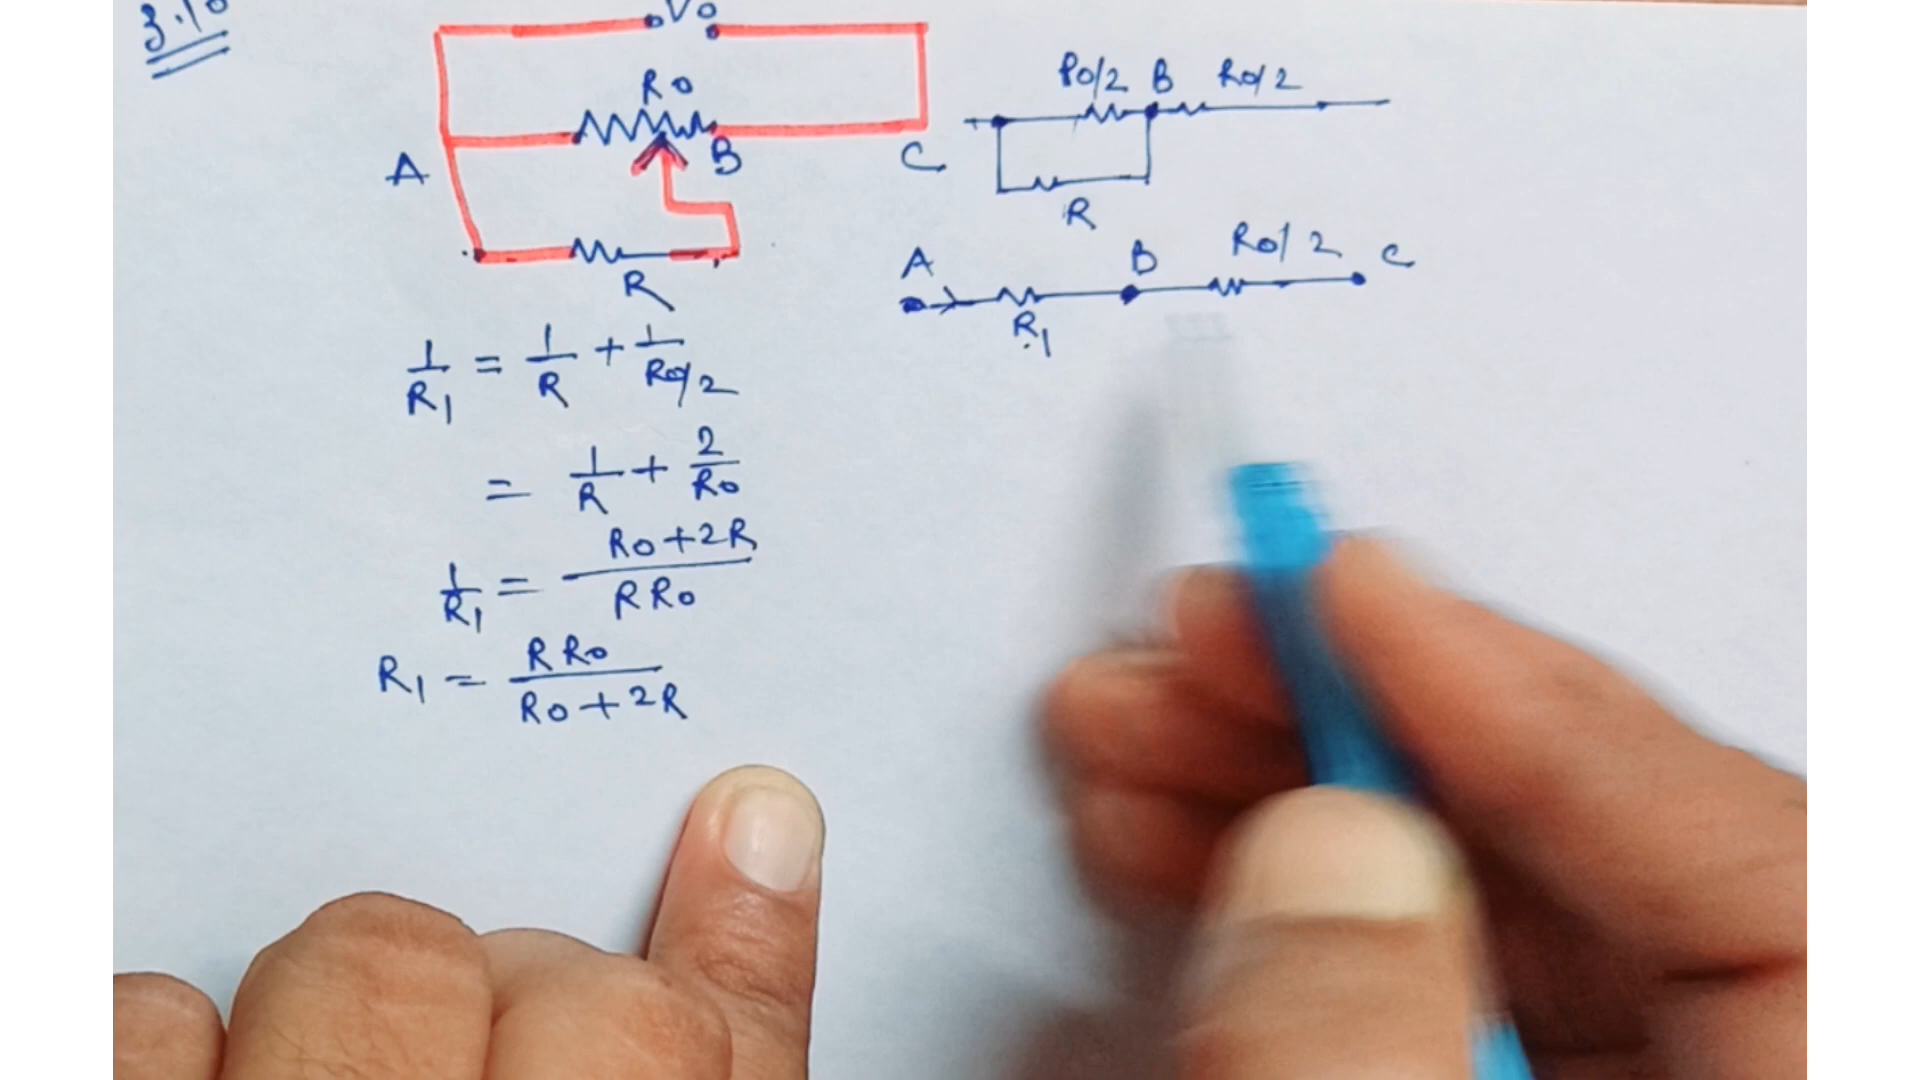 3.10
V0
R0
A
B
C
R
R0/2 B R0/2
R
A B R0/2 C
R1
1/R1 = 1/R + 1/R0/2
= 1/R + 2/R0
1/R1 = R0+2R / RR0
R1 = RR0 / R0+2R